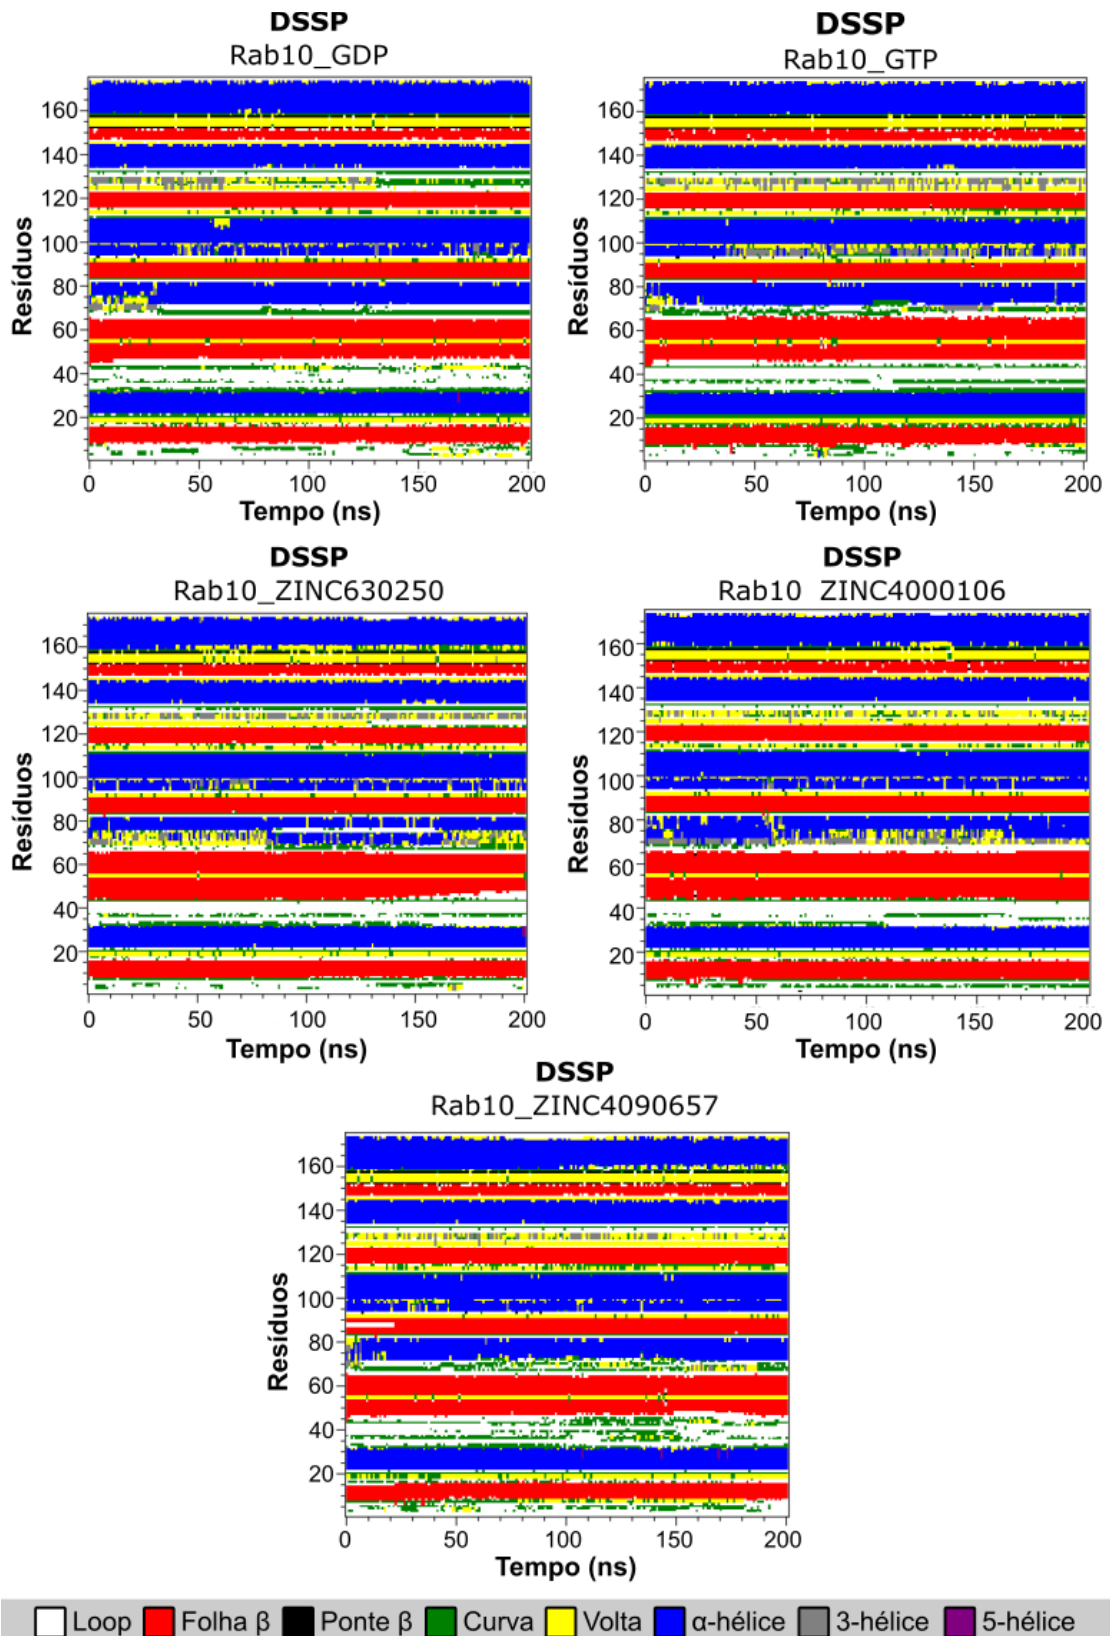 DSSP
Rab10_GDP
Resíduos
160
140
120
100
80
60
40
20
0 50 100 150 200
Tempo (ns)
DSSP
Rab10_GTP
Resíduos
160
140
120
100
80
60
40
20
0 50 100 150 200
Tempo (ns)
DSSP
Rab10_ZINC630250
Resíduos
160
140
120
100
80
60
40
20
0 50 100 150 200
Tempo (ns)
DSSP
Rab10 ZINC4000106
Resíduos
160
140
120
100
80
60
40
20
0 50 100 150 200
Tempo (ns)
DSSP
Rab10_ZINC4090657
Resíduos
160
140
120
100
80
60
40
20
0 50 100 150 200
Tempo (ns)
Loop Folha β Ponte β Curva Volta α-hélice 3-hélice 5-hélice